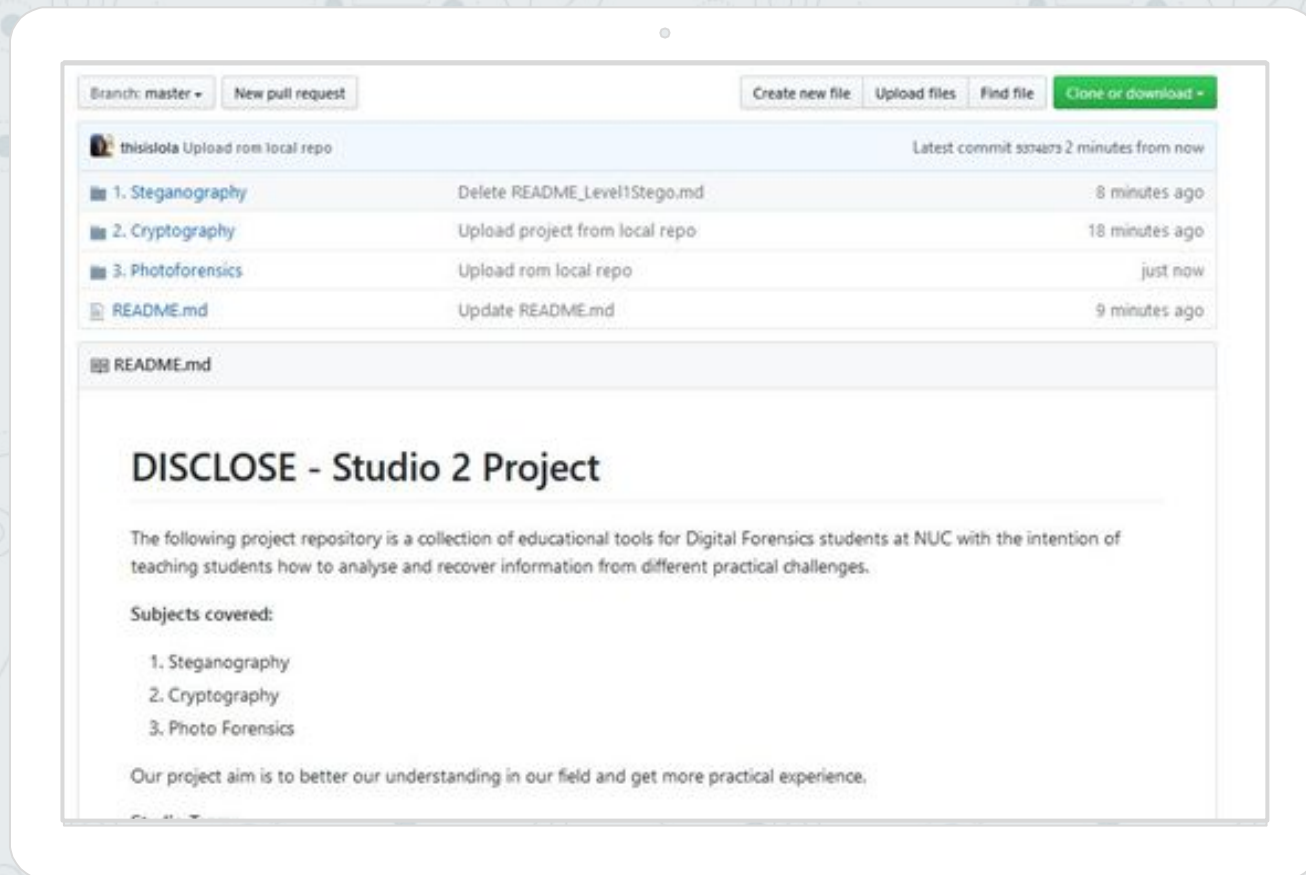 Branch: master
New pull request
Create new file
Upload files
Find file
Clone or download
thisislola Upload rom local repo
Latest commit 2 minutes from now
1. Steganography
Delete README_Level1Stego.md
8 minutes ago
2. Cryptography
Upload project from local repo
18 minutes ago
3. Photoforensics
Upload rom local repo
just now
README.md
Update README.md
9 minutes ago
README.md
DISCLOSE - Studio 2 Project
The following project repository is a collection of educational tools for Digital Forensics students at NUC with the intention of
teaching students how to analyse and recover information from different practical challenges.
Subjects covered:
1. Steganography
2. Cryptography
3. Photo Forensics
Our project aim is to better our understanding in our field and get more practical experience.